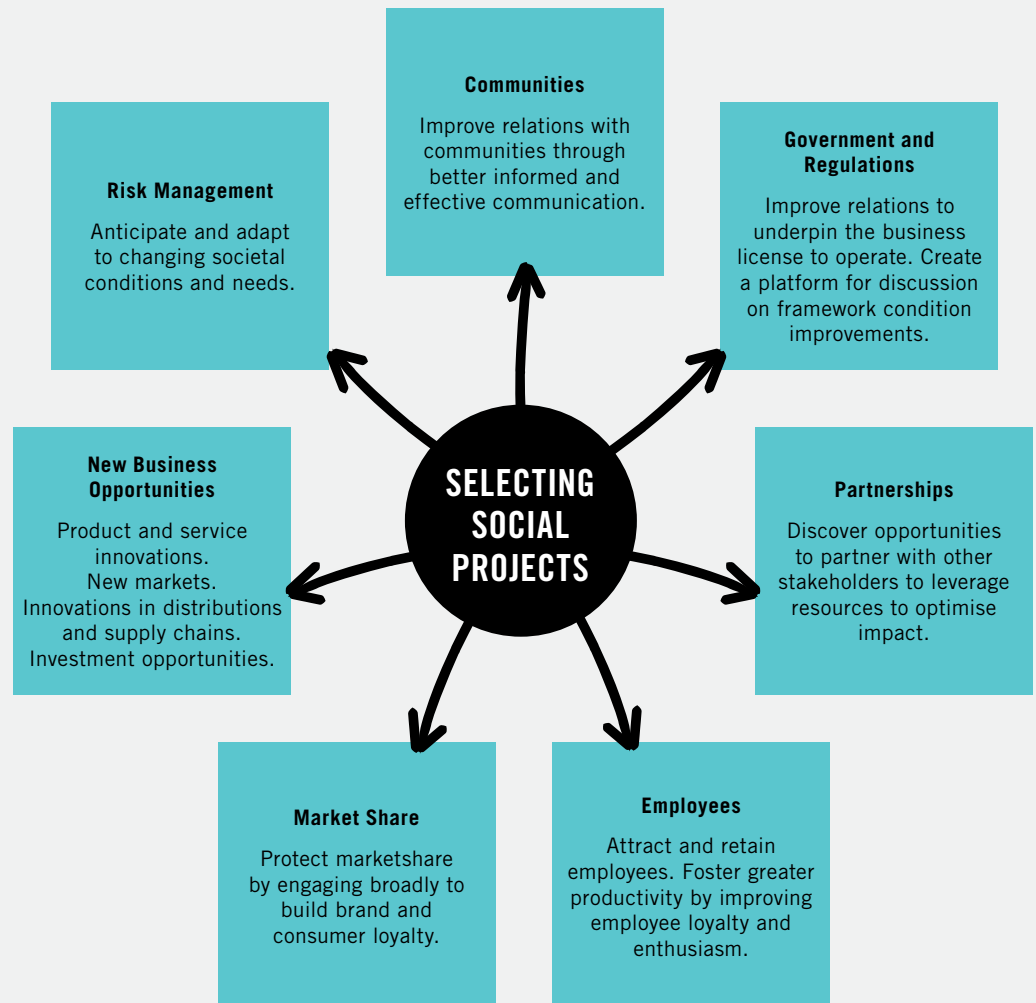 Communities
Improve relations with
communities through
better informed and
effective communication.
Government and
Regulations
Improve relations to
underpin the business
license to operate. Create
a platform for discussion
on framework condition
improvements.
Risk Management
Anticipate and adapt
to changing societal
conditions and needs.
SELECTING
SOCIAL
PROJECTS
New Business
Opportunities
Product and service
innovations.
New markets.
Innovations in distributions
and supply chains.
Investment opportunities.
Partnerships
Discover opportunities
to partner with other
stakeholders to leverage
resources to optimise
impact.
Market Share
Protect marketshare
by engaging broadly to
build brand and
consumer loyalty.
Employees
Attract and retain
employees. Foster greater
productivity by improving
employee loyalty and
enthusiasm.